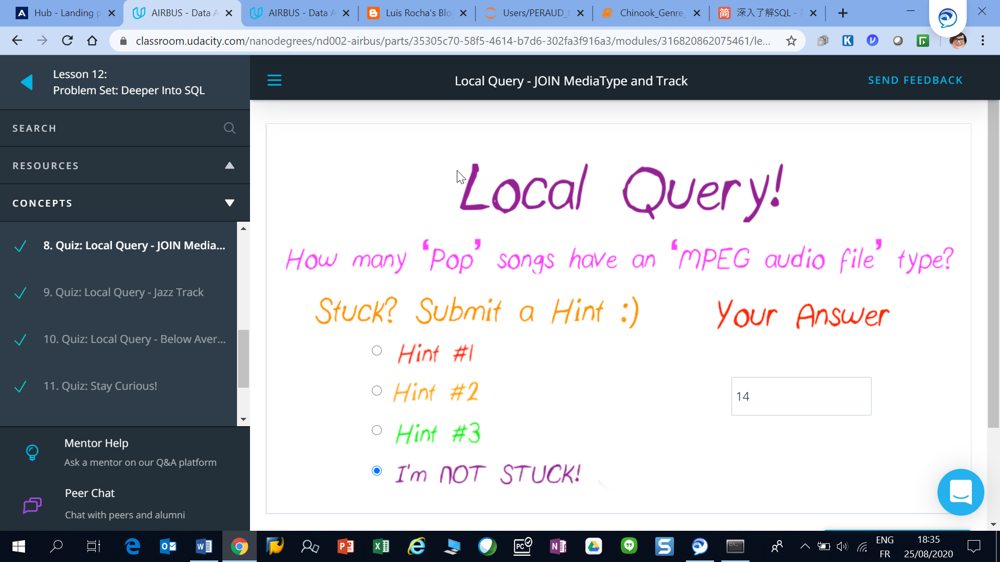 Hub - Landing p
AIRBUS - Data A
AIRBUS - Data A
Luis Rocha's Blo
Users/PERAUD_
Chinook_Genre_
深入了解SQL -
classroom.udacity.com/nanodegrees/nd002-airbus/parts/35305c70-58f5-4614-b7d6-302fa3f916a3/modules/316820862075461/le...
Lesson 12:
Problem Set: Deeper Into SQL
Local Query - JOIN MediaType and Track
SEND FEEDBACK
SEARCH
RESOURCES
CONCEPTS
8. Quiz: Local Query - JOIN Media...
9. Quiz: Local Query - Jazz Track
10. Quiz: Local Query - Below Aver...
11. Quiz: Stay Curious!
Mentor Help
Ask a mentor on our Q&A platform
Peer Chat
Chat with peers and alumni
Local Query!
How many 'Pop' songs have an 'MPEG audio file' type?
Stuck? Submit a Hint :)
Your Answer
Hint #1
Hint #2
Hint #3
I'm NOT STUCK!
14
ENG
FR
18:35
25/08/2020